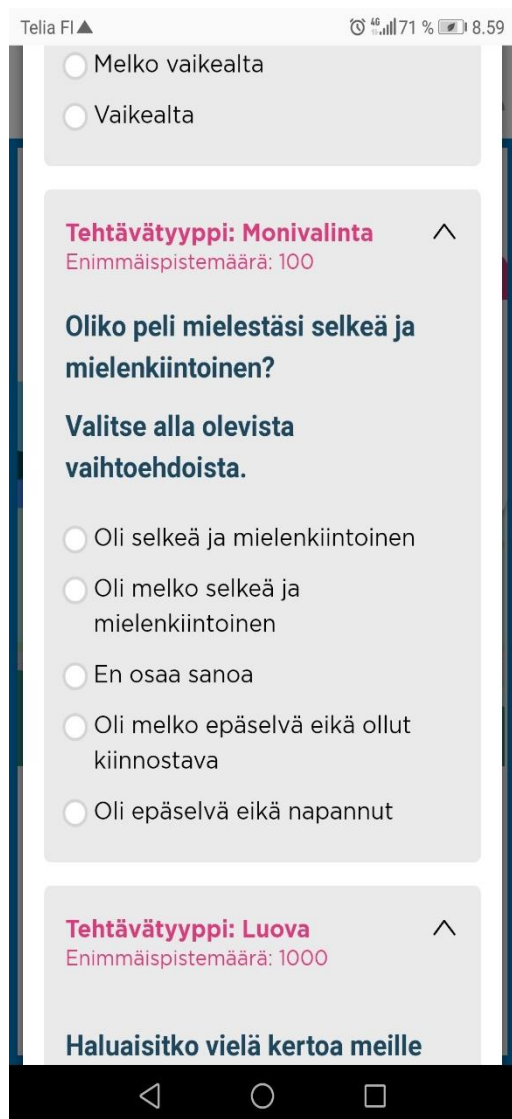 Telia FI 46 71 % 8.59
Melko vaikealta
Vaikealta
Tehtävätyyppi: Monivalinta
Enimmäispistemäärä: 100
Oliko peli mielestäsi selkeä ja
mielenkiintoinen?
Valitse alla olevista
vaihtoehdoista.
Oli selkeä ja mielenkiintoinen
Oli melko selkeä ja
mielenkiintoinen
En osaa sanoa
Oli melko epäselvä eikä ollut
kiinnostava
Oli epäselvä eikä napannut
Tehtävätyyppi: Luova
Enimmäispistemäärä: 1000
Haluaisitko vielä kertoa meille